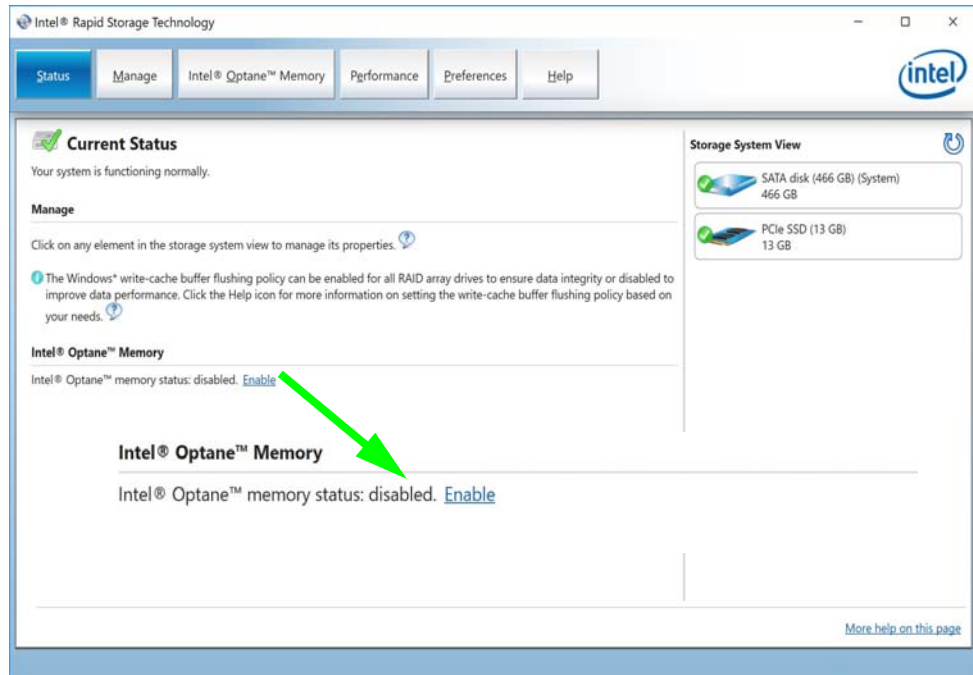 Intel® Rapid Storage Technology
Status
Manage
Intel® Optane™ Memory
Performance
Preferences
Help
intel
Current Status
Your system is functioning normally.
Manage
Click on any element in the storage system view to manage its properties.
The Windows* write-cache buffer flushing policy can be enabled for all RAID array drives to ensure data integrity or disabled to
improve data performance. Click the Help icon for more information on setting the write-cache buffer flushing policy based on
your needs.
Intel® Optane™ Memory
Intel® Optane™ memory status: disabled. Enable
Intel® Optane™ Memory
Intel® Optane™ memory status: disabled. Enable
Storage System View
SATA disk (466 GB) (System)
466 GB
PCIe SSD (13 GB)
13 GB
More help on this page